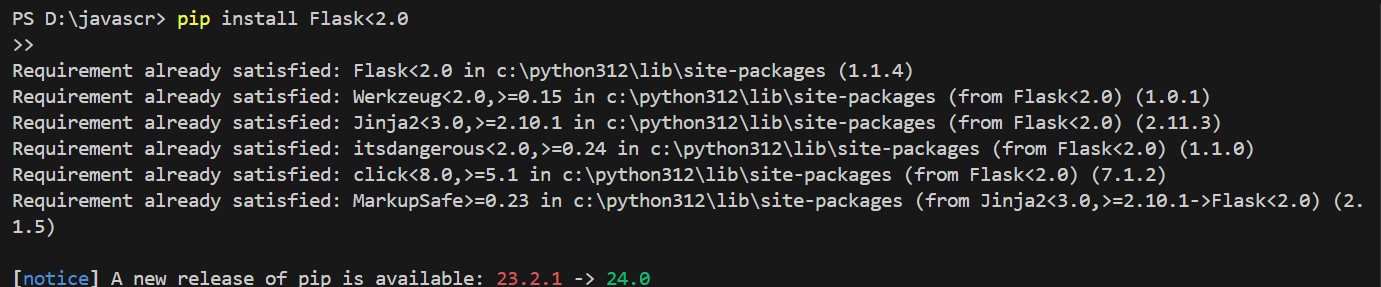 PS D:\javascr> pip install Flask<2.0
>>
Requirement already satisfied: Flask<2.0 in c:\python312\lib\site-packages (1.1.4)
Requirement already satisfied: Werkzeug<2.0,>=0.15 in c:\python312\lib\site-packages (from Flask<2.0) (1.0.1)
Requirement already satisfied: Jinja2<3.0,>=2.10.1 in c:\python312\lib\site-packages (from Flask<2.0) (2.11.3)
Requirement already satisfied: itsdangerous<2.0,>=0.24 in c:\python312\lib\site-packages (from Flask<2.0) (1.1.0)
Requirement already satisfied: click<8.0,>=5.1 in c:\python312\lib\site-packages (from Flask<2.0) (7.1.2)
Requirement already satisfied: MarkupSafe>=0.23 in c:\python312\lib\site-packages (from Jinja2<3.0,>=2.10.1->Flask<2.0) (2.
1.5)
[notice] A new release of pip is available: 23.2.1 -> 24.0